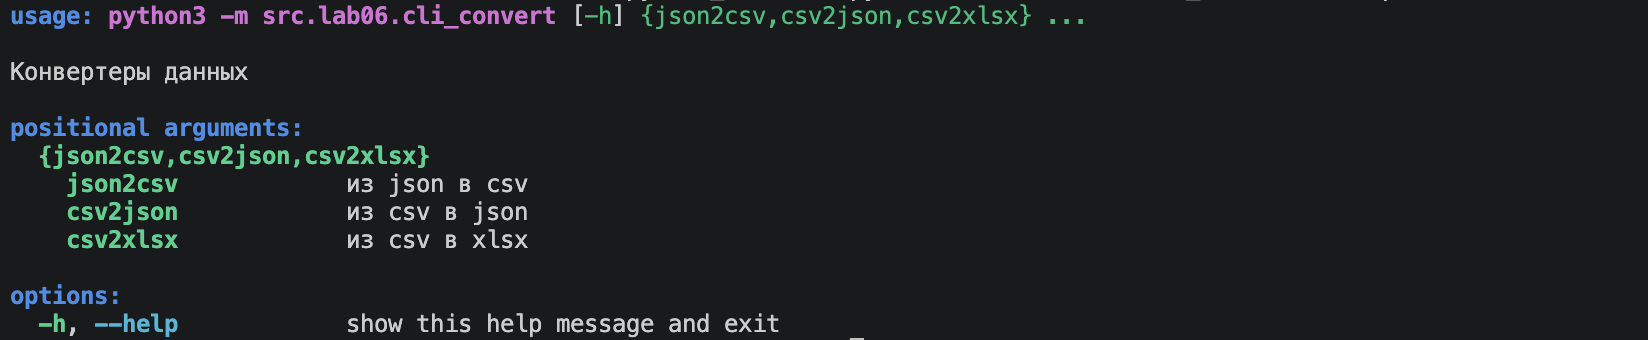 usage: python3 -m src.lab06.cli_convert [-h] {json2csv,csv2json,csv2xlsx} ...
Конвертеры данных
positional arguments:
{json2csv,csv2json,csv2xlsx}
json2csv из json в csv
csv2json из csv в json
csv2xlsx из csv в xlsx
options:
-h, --help show this help message and exit